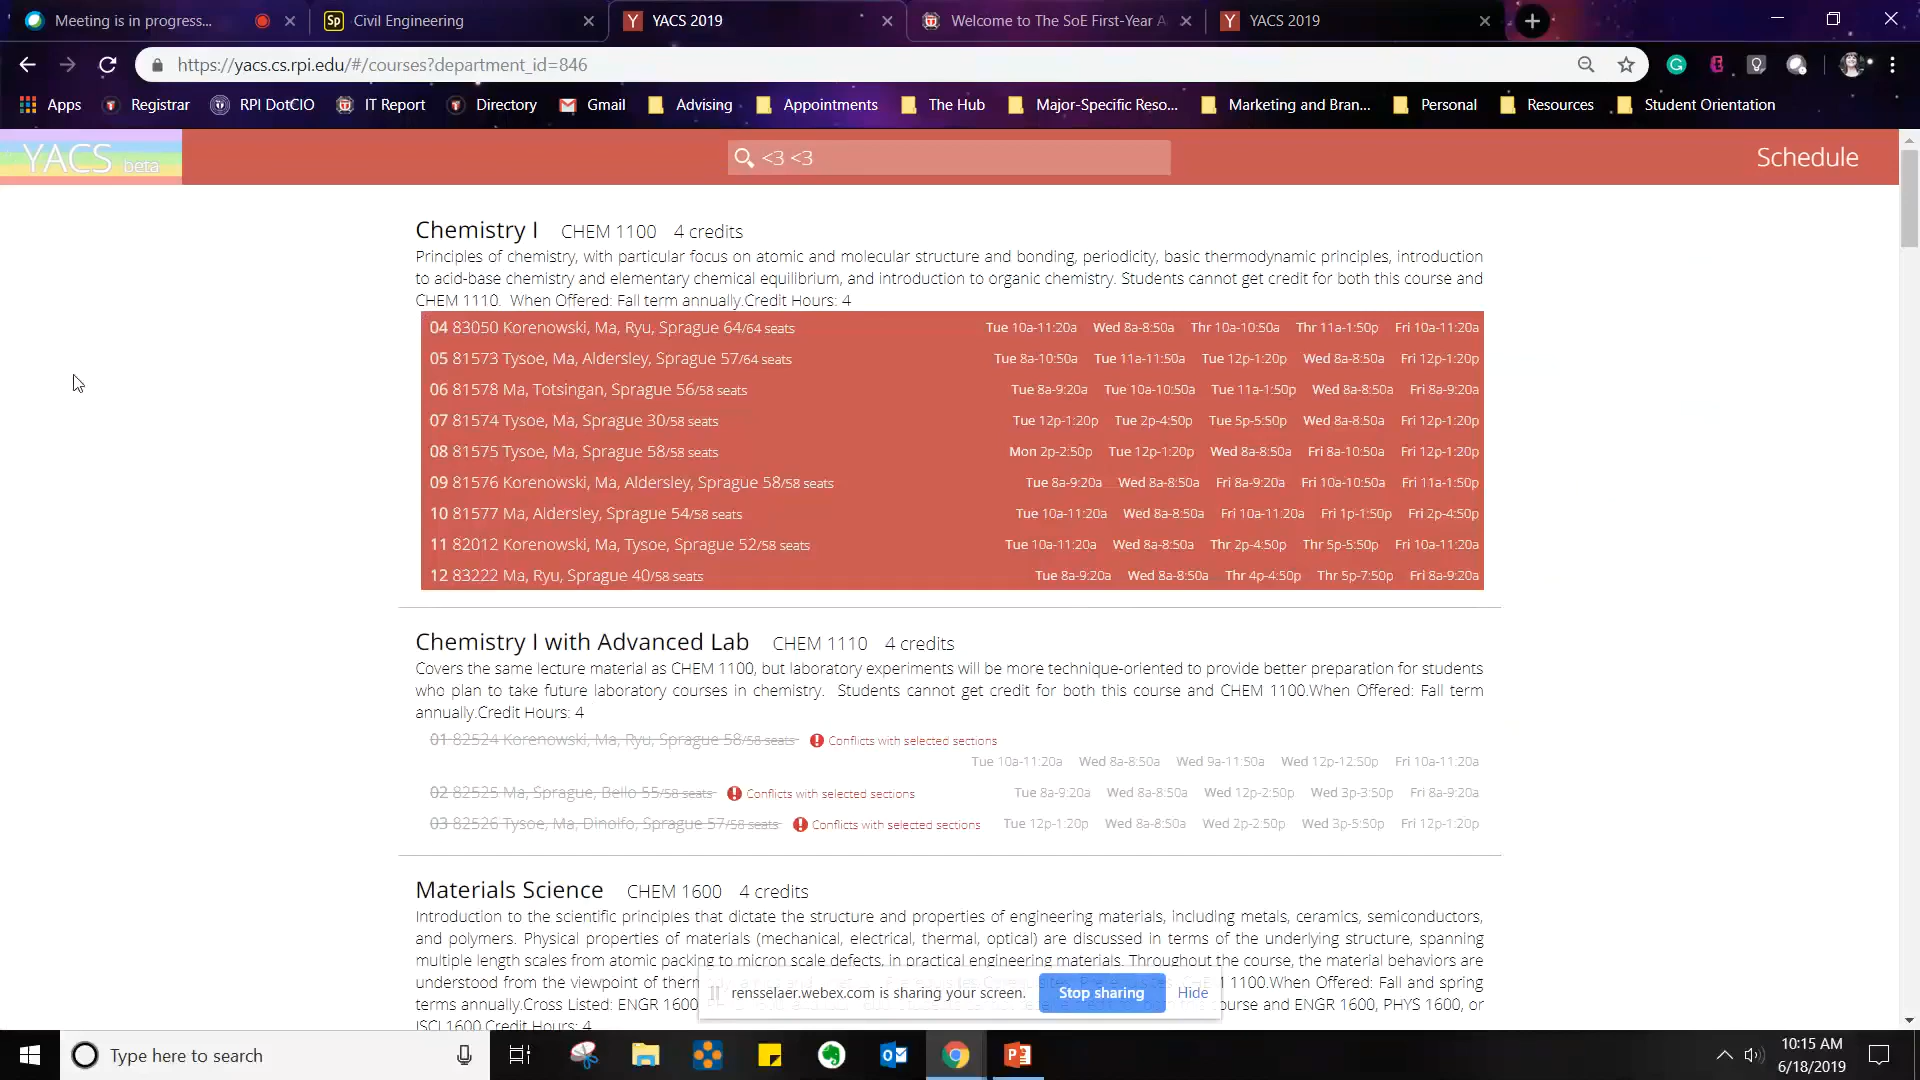 Meeting is in progress...
Civil Engineering
YACS 2019
Welcome to The SoE First-Year A
YACS 2019
https://yacs.cs.rpi.edu/#/courses?department_id=846
Apps Registrar RPI DotCIO IT Report Directory Gmail Advising Appointments The Hub Major-Specific Reso... Marketing and Bran... Personal Resources Student Orientation
YACS beta
<3 <3
Schedule
Chemistry I CHEM 1100 4 credits
Principles of chemistry, with particular focus on atomic and molecular structure and bonding, periodicity, basic thermodynamic principles, introduction
to acid-base chemistry and elementary chemical equilibrium, and introduction to organic chemistry. Students cannot get credit for both this course and
CHEM 1110. When Offered: Fall term annually.Credit Hours: 4
04 83050 Korenowski, Ma, Ryu, Sprague 64/64 seats Tue 10a-11:20a Wed 8a-8:50a Thr 10a-10:50a Thr 11a-1:50p Fri 10a-11:20a
05 81573 Tysoe, Ma, Aldersley, Sprague 57/64 seats Tue 8a-10:50a Tue 11a-11:50a Tue 12p-1:20p Wed 8a-8:50a Fri 12p-1:20p
06 81578 Ma, Totsingan, Sprague 56/58 seats Tue 8a-9:20a Tue 10a-10:50a Tue 11a-1:50p Wed 8a-8:50a Fri 8a-9:20a
07 81574 Tysoe, Ma, Sprague 30/58 seats Tue 12p-1:20p Tue 2p-4:50p Tue 5p-5:50p Wed 8a-8:50a Fri 12p-1:20p
08 81575 Tysoe, Ma, Sprague 58/58 seats Mon 2p-2:50p Tue 12p-1:20p Wed 8a-8:50a Fri 8a-10:50a Fri 12p-1:20p
09 81576 Korenowski, Ma, Aldersley, Sprague 58/58 seats Tue 8a-9:20a Wed 8a-8:50a Fri 8a-9:20a Fri 10a-10:50a Fri 11a-1:50p
10 81577 Ma, Aldersley, Sprague 54/58 seats Tue 10a-11:20a Wed 8a-8:50a Fri 10a-11:20a Fri 1p-1:50p Fri 2p-4:50p
11 82012 Korenowski, Ma, Tysoe, Sprague 52/58 seats Tue 10a-11:20a Wed 8a-8:50a Thr 2p-4:50p Thr 5p-5:50p Fri 10a-11:20a
12 83222 Ma, Ryu, Sprague 40/58 seats Tue 8a-9:20a Wed 8a-8:50a Thr 4p-4:50p Thr 5p-7:50p Fri 8a-9:20a
Chemistry I with Advanced Lab CHEM 1110 4 credits
Covers the same lecture material as CHEM 1100, but laboratory experiments will be more technique-oriented to provide better preparation for students
who plan to take future laboratory courses in chemistry. Students cannot get credit for both this course and CHEM 1100.When Offered: Fall term
annually.Credit Hours: 4
01 82524 Korenowski, Ma, Ryu, Sprague 58/58 seats Conflicts with selected sections
Tue 10a-11:20a Wed 8a-8:50a Wed 9a-11:50a Wed 12p-12:50p Fri 10a-11:20a
02 82525 Ma, Sprague, Bello 55/58 seats Conflicts with selected sections Tue 8a-9:20a Wed 8a-8:50a Wed 12p-2:50p Wed 3p-3:50p Fri 8a-9:20a
03 82526 Tysoe, Ma, Dinolfo, Sprague 57/58 seats Conflicts with selected sections Tue 12p-1:20p Wed 8a-8:50a Wed 2p-2:50p Wed 3p-5:50p Fri 12p-1:20p
Materials Science CHEM 1600 4 credits
Introduction to the scientific principles that dictate the structure and properties of engineering materials, including metals, ceramics, semiconductors,
and polymers. Physical properties of materials (mechanical, electrical, thermal, optical) are discussed in terms of the underlying structure, spanning
multiple length scales from atomic packing to micron scale defects, in practical engineering materials. Throughout the course, the material behaviors are
understood from the viewpoint of 1100.When Offered: Fall and spring
terms annually.Cross Listed: ENGR 1600 course and ENGR 1600, PHYS 1600, or
ISCI 1600.Credit Hours: 4
rensselaer.webex.com is sharing your screen. Stop sharing Hide
Type here to search
10:15 AM
6/18/2019